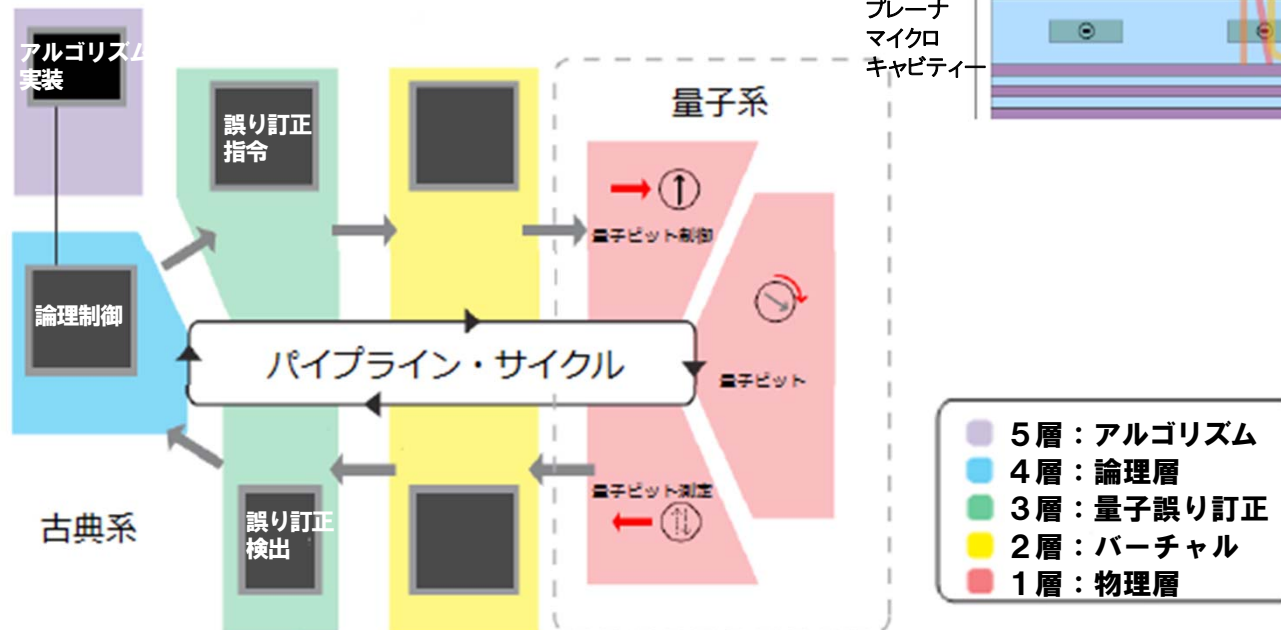 プレーナ
マイクロ
キャビティー
アルゴリズム
実装
誤り訂正
指令
量子系
量子ビット制御
論理制御
パイプライン・サイクル
量子ビット
量子ビット測定
古典系
誤り訂正
検出
5層：アルゴリズム
4層：論理層
3層：量子誤り訂正
2層：バーチャル
1層：物理層